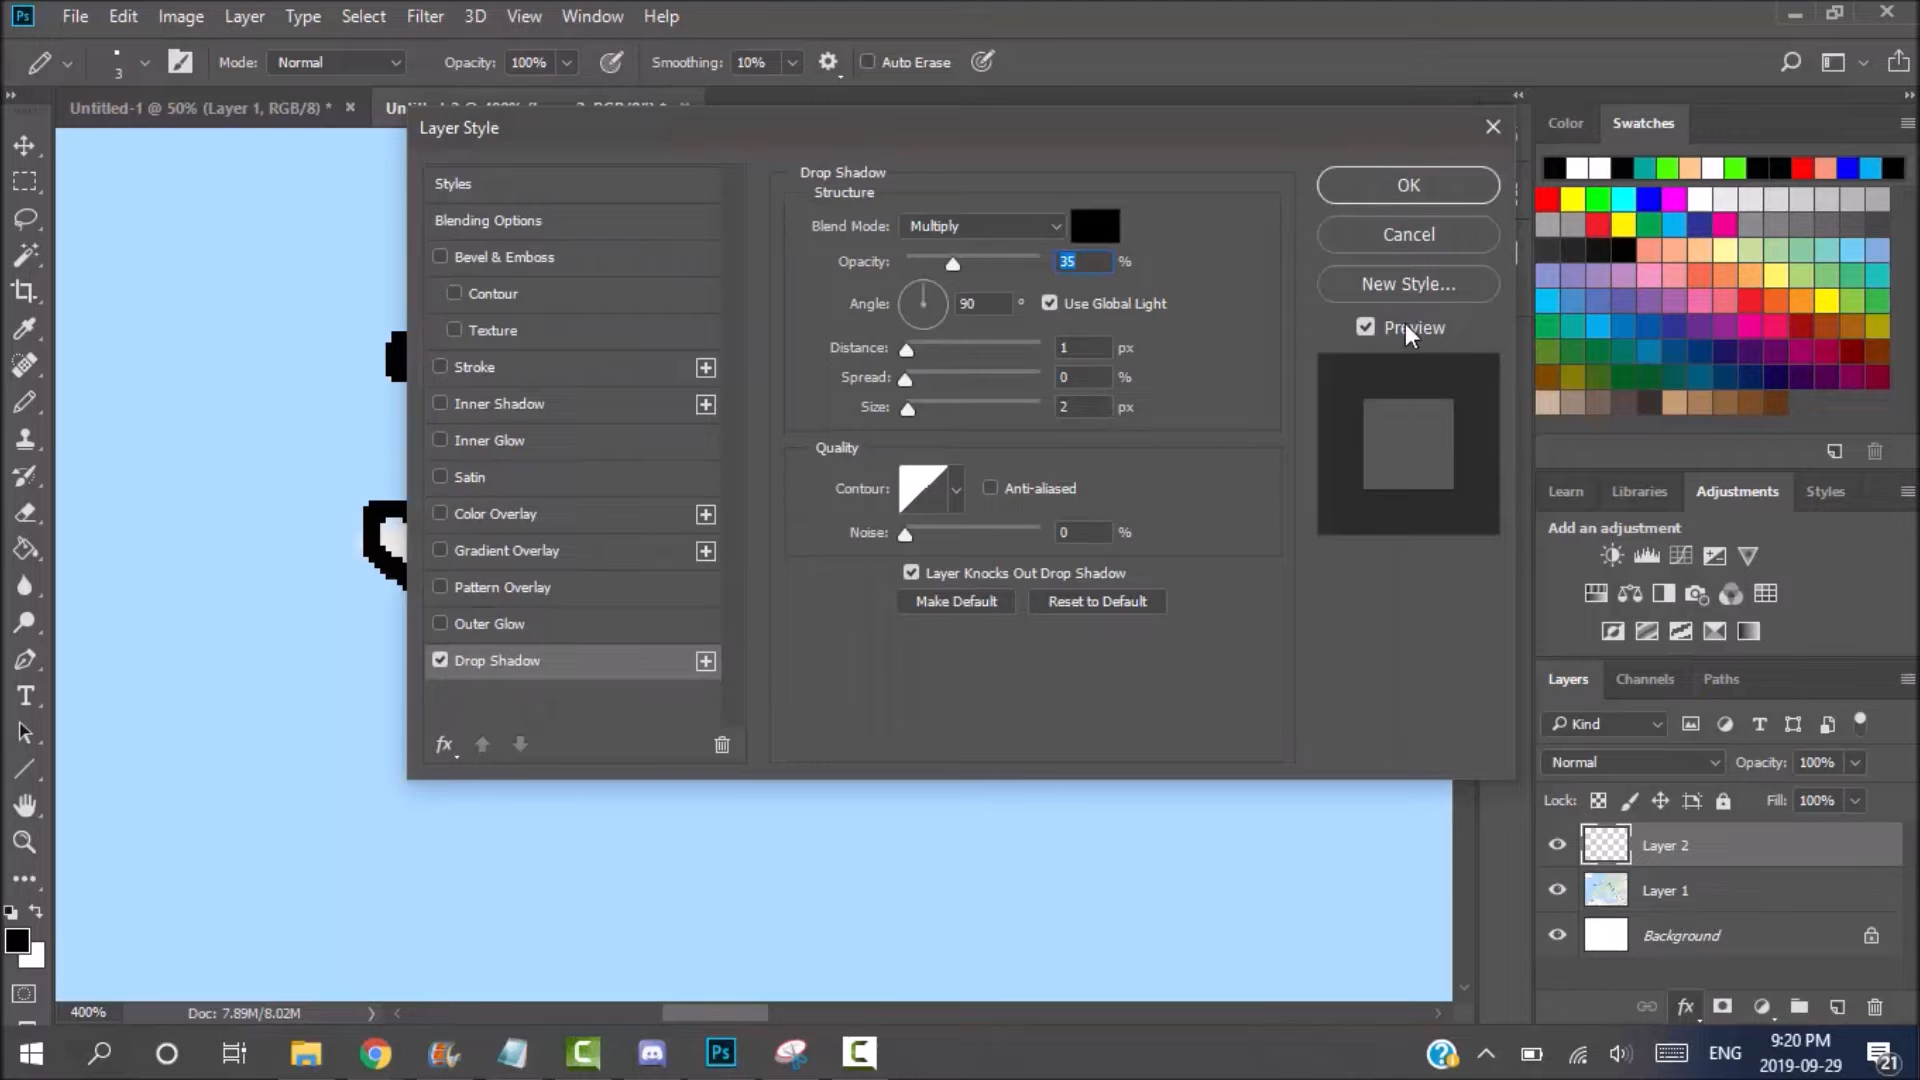 Ps File Edit Image Layer Type Select Filter 3D View Window Help
3 Mode: Normal Opacity: 100% Smoothing: 10% Auto Erase
Untitled-1 @ 50% (Layer 1, RGB/8) *
Layer Style
Styles
Blending Options
Bevel & Emboss
Contour
Texture
Stroke
Inner Shadow
Inner Glow
Satin
Color Overlay
Gradient Overlay
Pattern Overlay
Outer Glow
Drop Shadow
fx
Drop Shadow
Structure
Blend Mode: Multiply
Opacity: 35 %
Angle: 90 ° Use Global Light
Distance: 1 px
Spread: 0 %
Size: 2 px
Quality
Contour: Anti-aliased
Noise: 0 %
Layer Knocks Out Drop Shadow
Make Default Reset to Default
OK
Cancel
New Style...
Preview
Color Swatches
Learn Libraries Adjustments Styles
Add an adjustment
Layers Channels Paths
Kind
Normal Opacity: 100%
Lock: Fill: 100%
Layer 2
Layer 1
Background
fx
400% Doc: 7.89M/8.02M
Ps
ENG
9:20 PM
2019-09-29
21